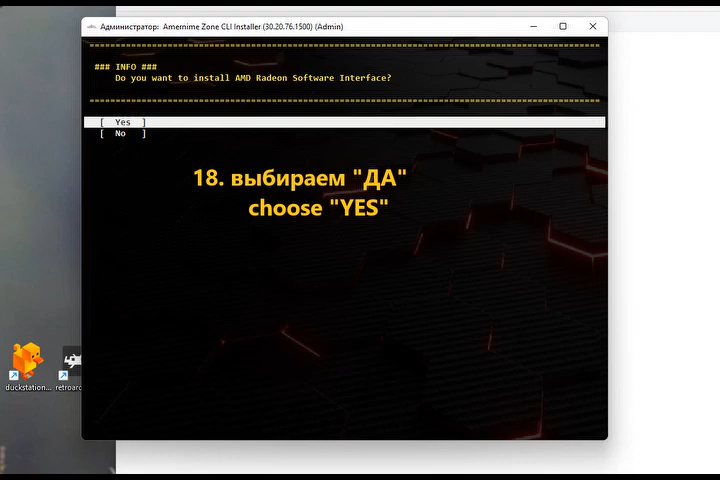 Администратор: Amernime Zone CLI Installer (30.20.76.1500) (Admin)
### INFO ###
Do you want to install AMD Radeon Software Interface?
[ Yes ]
[ No ]
18. выбираем "ДА"
choose "YES"
duckstation... retroarc